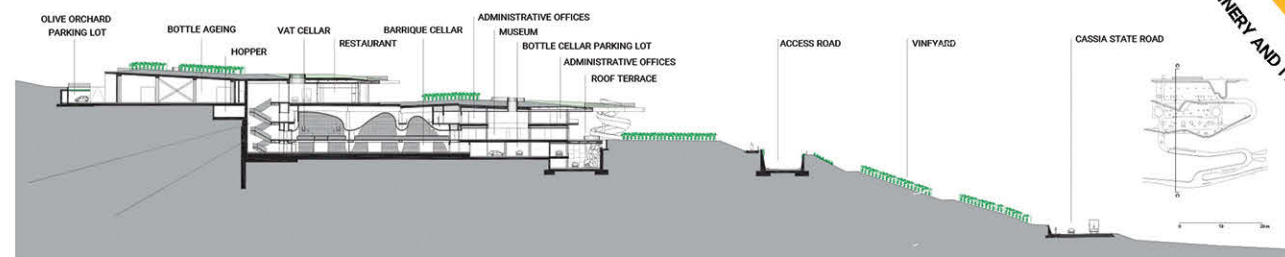 OLIVE ORCHARD
PARKING LOT
BOTTLE AGEING
HOPPER
VAT CELLAR
RESTAURANT
BARRIQUE CELLAR
ADMINISTRATIVE OFFICES
MUSEUM
BOTTLE CELLAR PARKING LOT
ADMINISTRATIVE OFFICES
ROOF TERRACE
ACCESS ROAD
VINEYARD
CASSIA STATE ROAD
AND
0